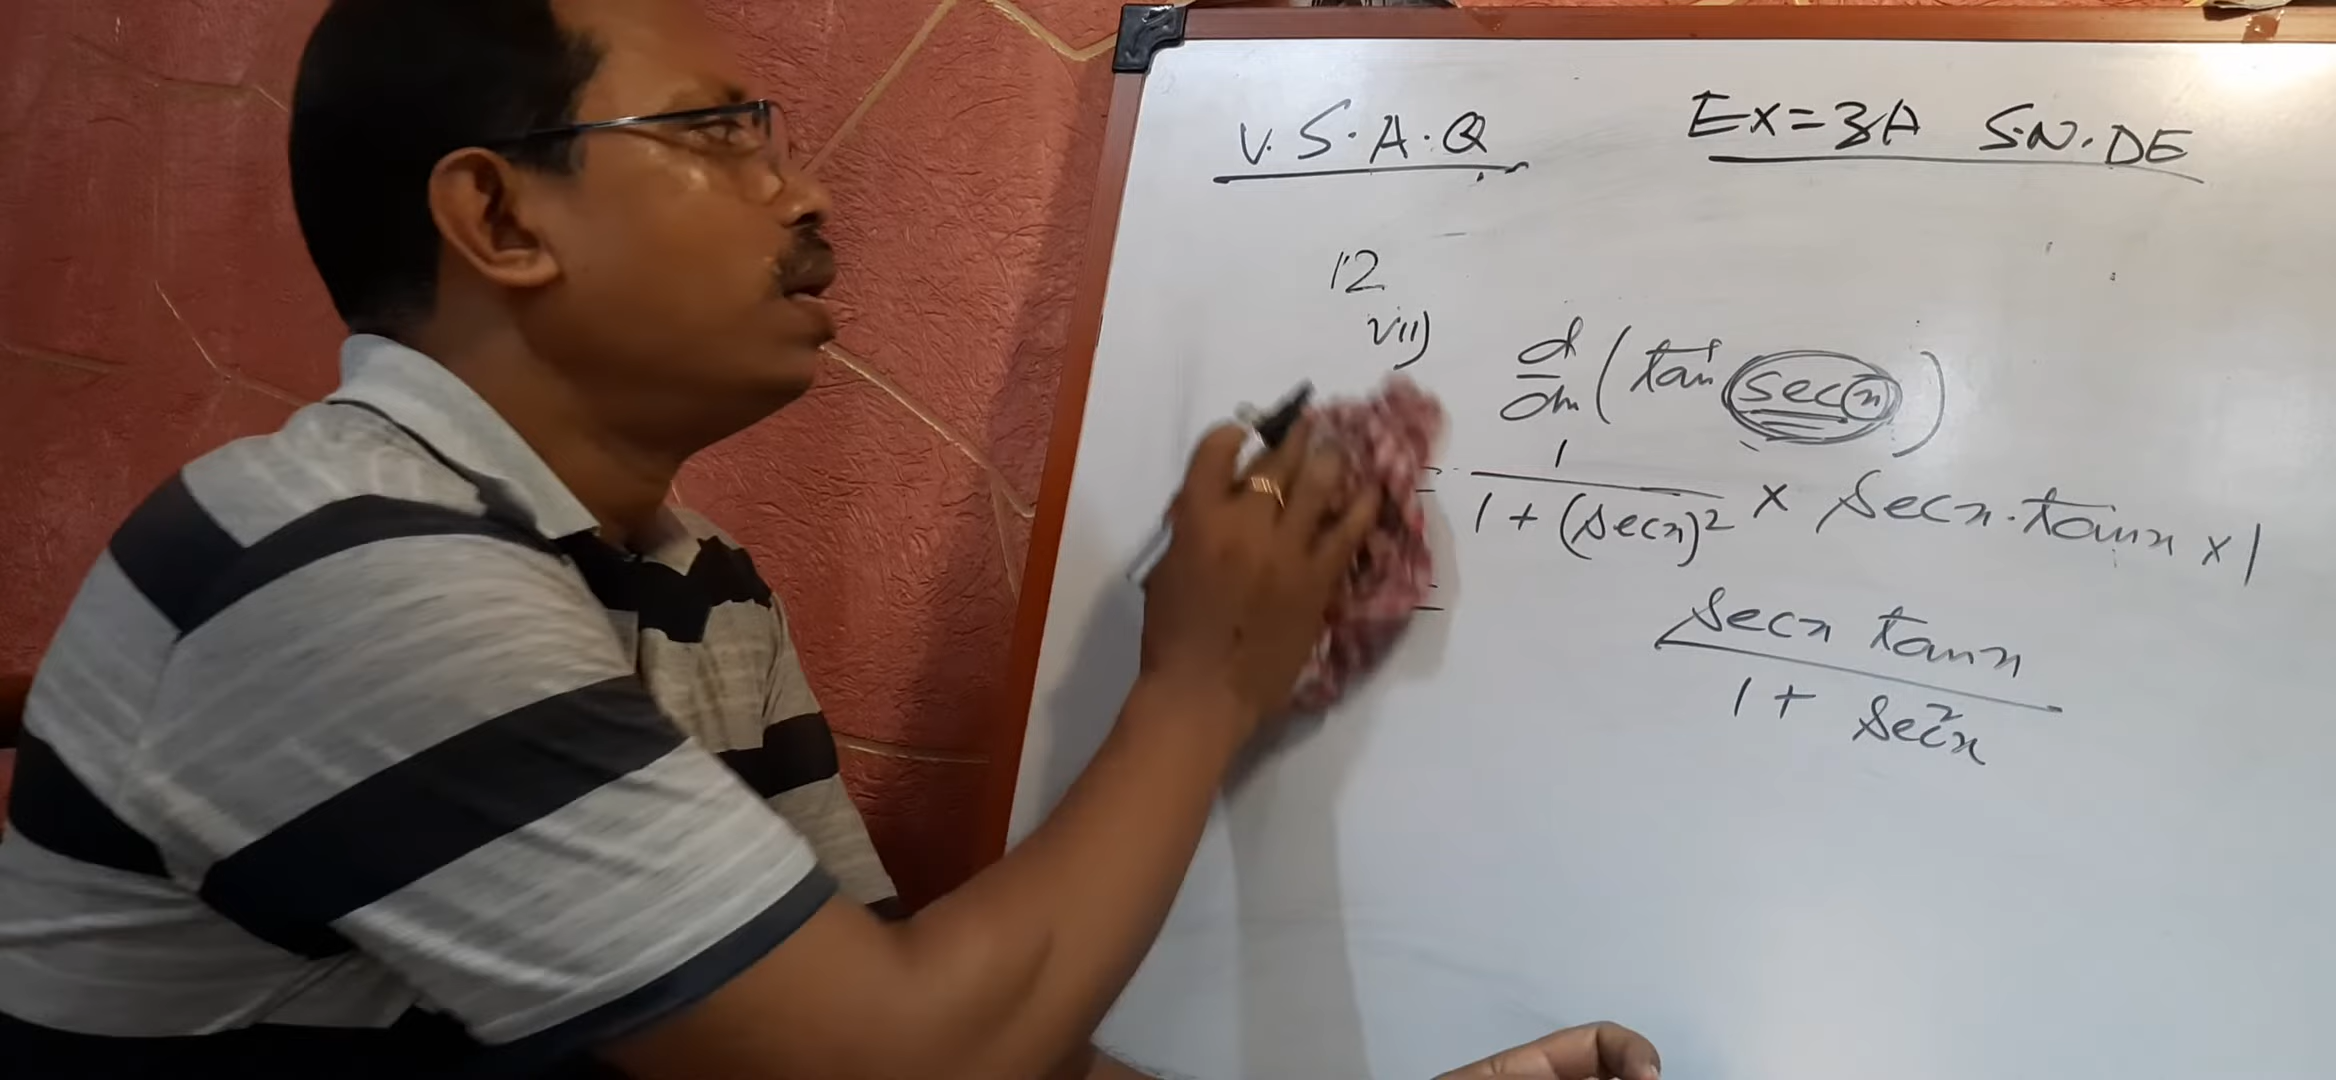 V.S.A.Q
Ex=3A S.N.DE
12
vii) d/dx (tan⁻¹ secx)
= 1/(1+(secx)²) × secx.tanx × 1
= secx tanx/(1+ sec²x)